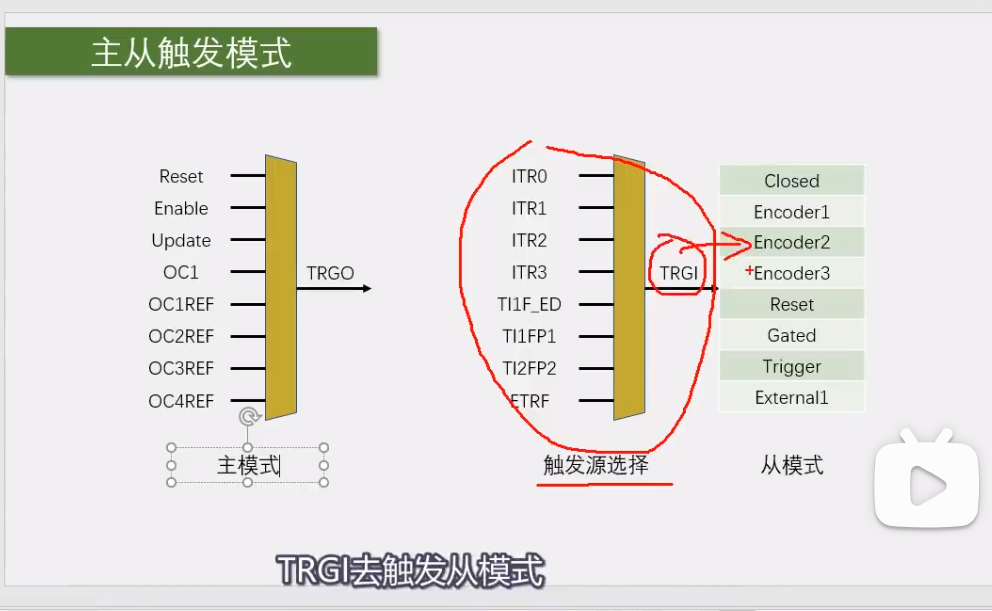 主从触发模式
Reset
Enable
Update
OC1
OC1REF
OC2REF
OC3REF
OC4REF
TRGO
主模式
ITR0
ITR1
ITR2
ITR3
TI1F_ED
TI1FP1
TI2FP2
ETRF
TRGI
触发源选择
Closed
Encoder1
Encoder2
Encoder3
Reset
Gated
Trigger
External1
从模式
TRGI去触发从模式